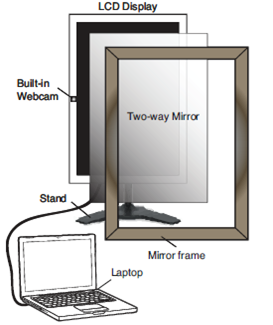 LCD Display
Built-in
Webcam
Two-way Mirror
Stand
Mirror frame
Laptop